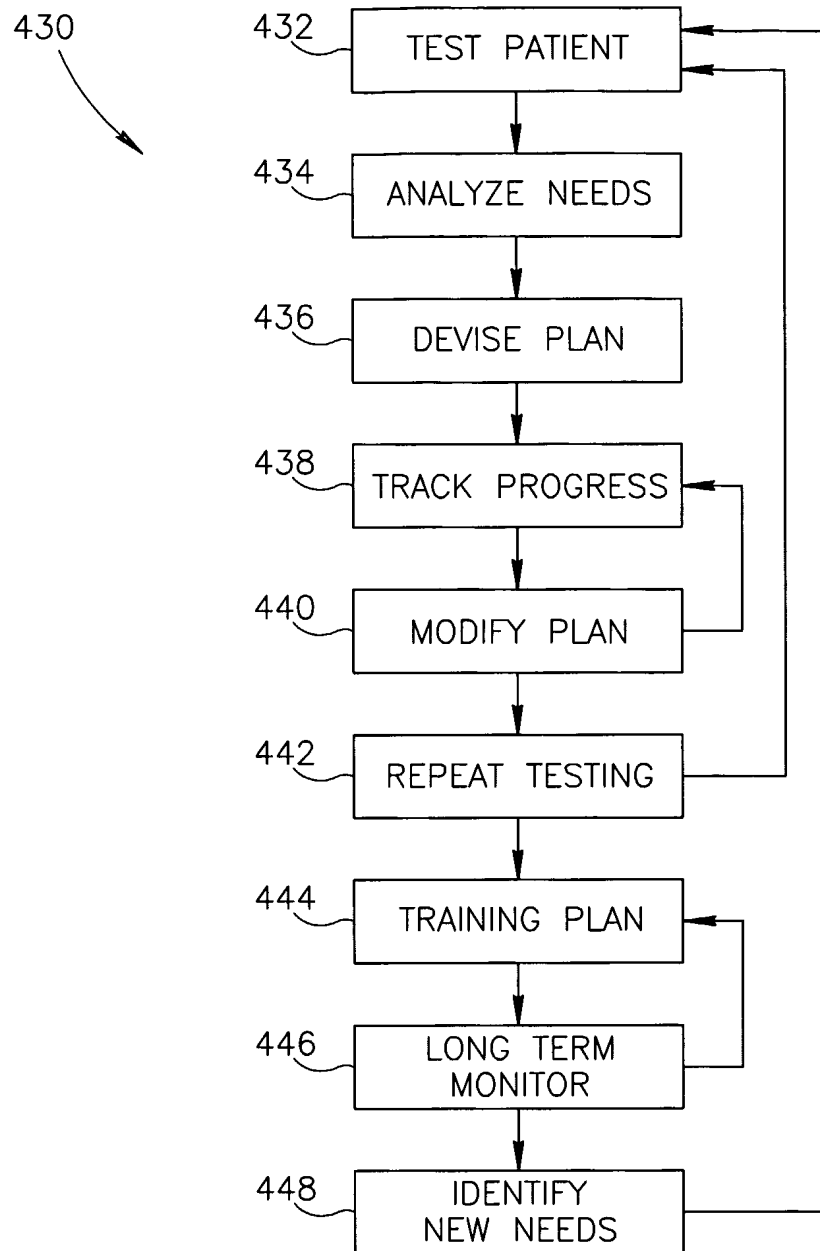 430
432
TEST PATIENT
434
ANALYZE NEEDS
436
DEVISE PLAN
438
TRACK PROGRESS
440
MODIFY PLAN
442
REPEAT TESTING
444
TRAINING PLAN
446
LONG TERM
MONITOR
448
IDENTIFY
NEW NEEDS